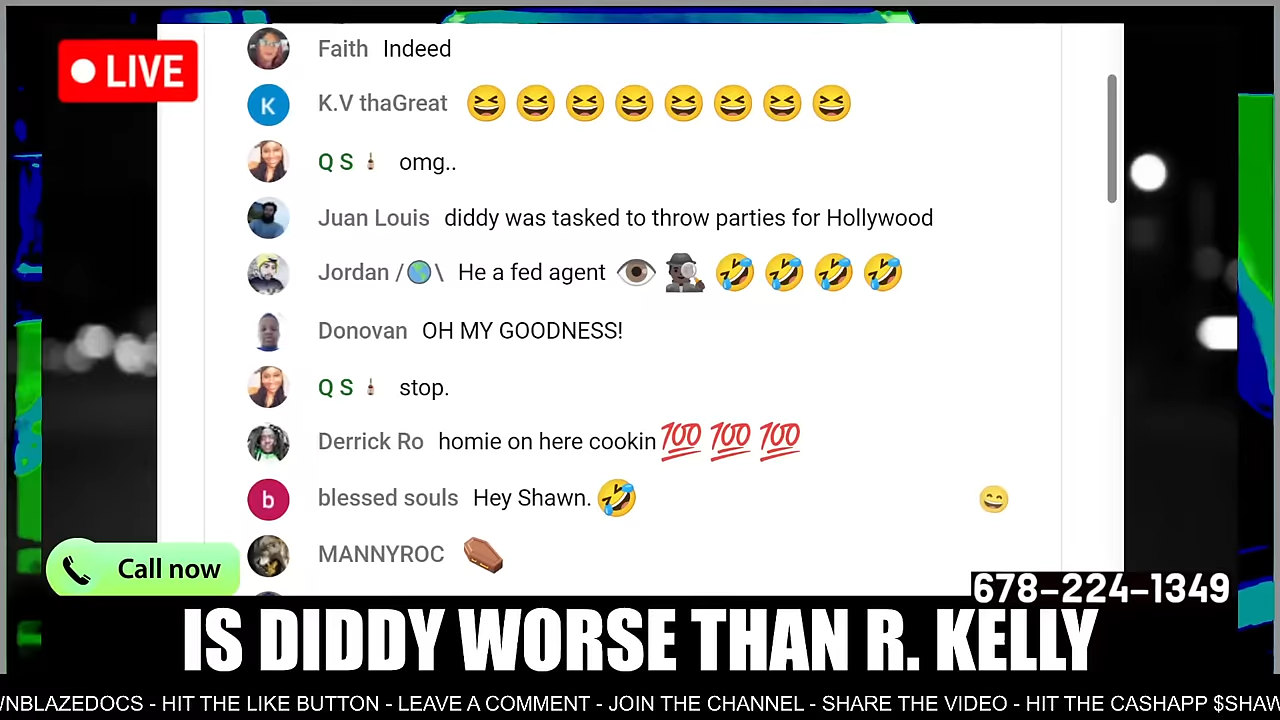 LIVE
Faith Indeed
K
K.V thaGreat 😆😆😆😆😆😆😆😆
Q S omg..
Juan Louis diddy was tasked to throw parties for Hollywood
Jordan /🌎\ He a fed agent 👁️🕵🏿🤣🤣🤣🤣
Donovan OH MY GOODNESS!
Q S stop.
Derrick Ro homie on here cookin💯💯💯
b
blessed souls Hey Shawn. 🤣
😄
MANNYROC ⚰️
Call now
678-224-1349
IS DIDDY WORSE THAN R. KELLY
WNBLAZEDOCS - HIT THE LIKE BUTTON - LEAVE A COMMENT - JOIN THE CHANNEL - SHARE THE VIDEO - HIT THE CASHAPP $SHAW